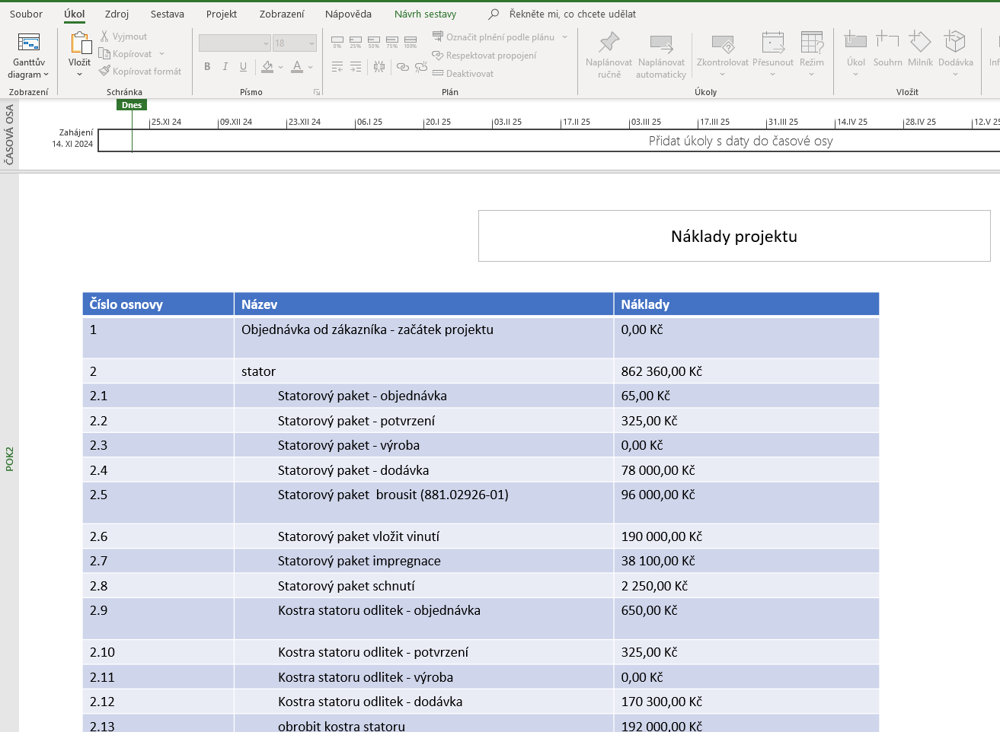 Soubor Úkol Zdroj Sestava Projekt Zobrazení Nápověda Návrh sestavy Řekněte mi, co chcete udělat
Ganttův
diagram
Zobrazení
Vložit
Vyjmout
Kopírovat
Kopírovat formát
Schránka
18
B I U A
Písmo
0% 25% 50% 75% 100%
Označit plnění podle plánu
Respektovat propojení
Deaktivovat
Plán
Naplánovat
ručně
Naplánovat
automaticky
Zkontrolovat
Přesunout
Režim
Úkoly
Úkol
Souhrn
Milník
Dodávka
Vložit
Inf
ČASOVÁ OSA
Dnes
25.XI 24 09.XII 24 23.XII 24 06.I 25 20.I 25 03.II 25 17.II 25 03.III 25 17.III 25 31.III 25 14.IV 25 28.IV 25 12.V 25
Zahájení
14. XI 2024
Přidat úkoly s daty do časové osy
POK2
Náklady projektu
Číslo osnovy Název Náklady
1 Objednávka od zákazníka - začátek projektu 0,00 Kč
2 stator 862 360,00 Kč
2.1 Statorový paket - objednávka 65,00 Kč
2.2 Statorový paket - potvrzení 325,00 Kč
2.3 Statorový paket - výroba 0,00 Kč
2.4 Statorový paket - dodávka 78 000,00 Kč
2.5 Statorový paket  brousit (881.02926-01) 96 000,00 Kč
2.6 Statorový paket vložit vinutí 190 000,00 Kč
2.7 Statorový paket impregnace 38 100,00 Kč
2.8 Statorový paket schnutí 2 250,00 Kč
2.9 Kostra statoru odlitek - objednávka 650,00 Kč
2.10 Kostra statoru odlitek - potvrzení 325,00 Kč
2.11 Kostra statoru odlitek - výroba 0,00 Kč
2.12 Kostra statoru odlitek - dodávka 170 300,00 Kč
2.13 obrobit kostra statoru 192 000,00 Kč